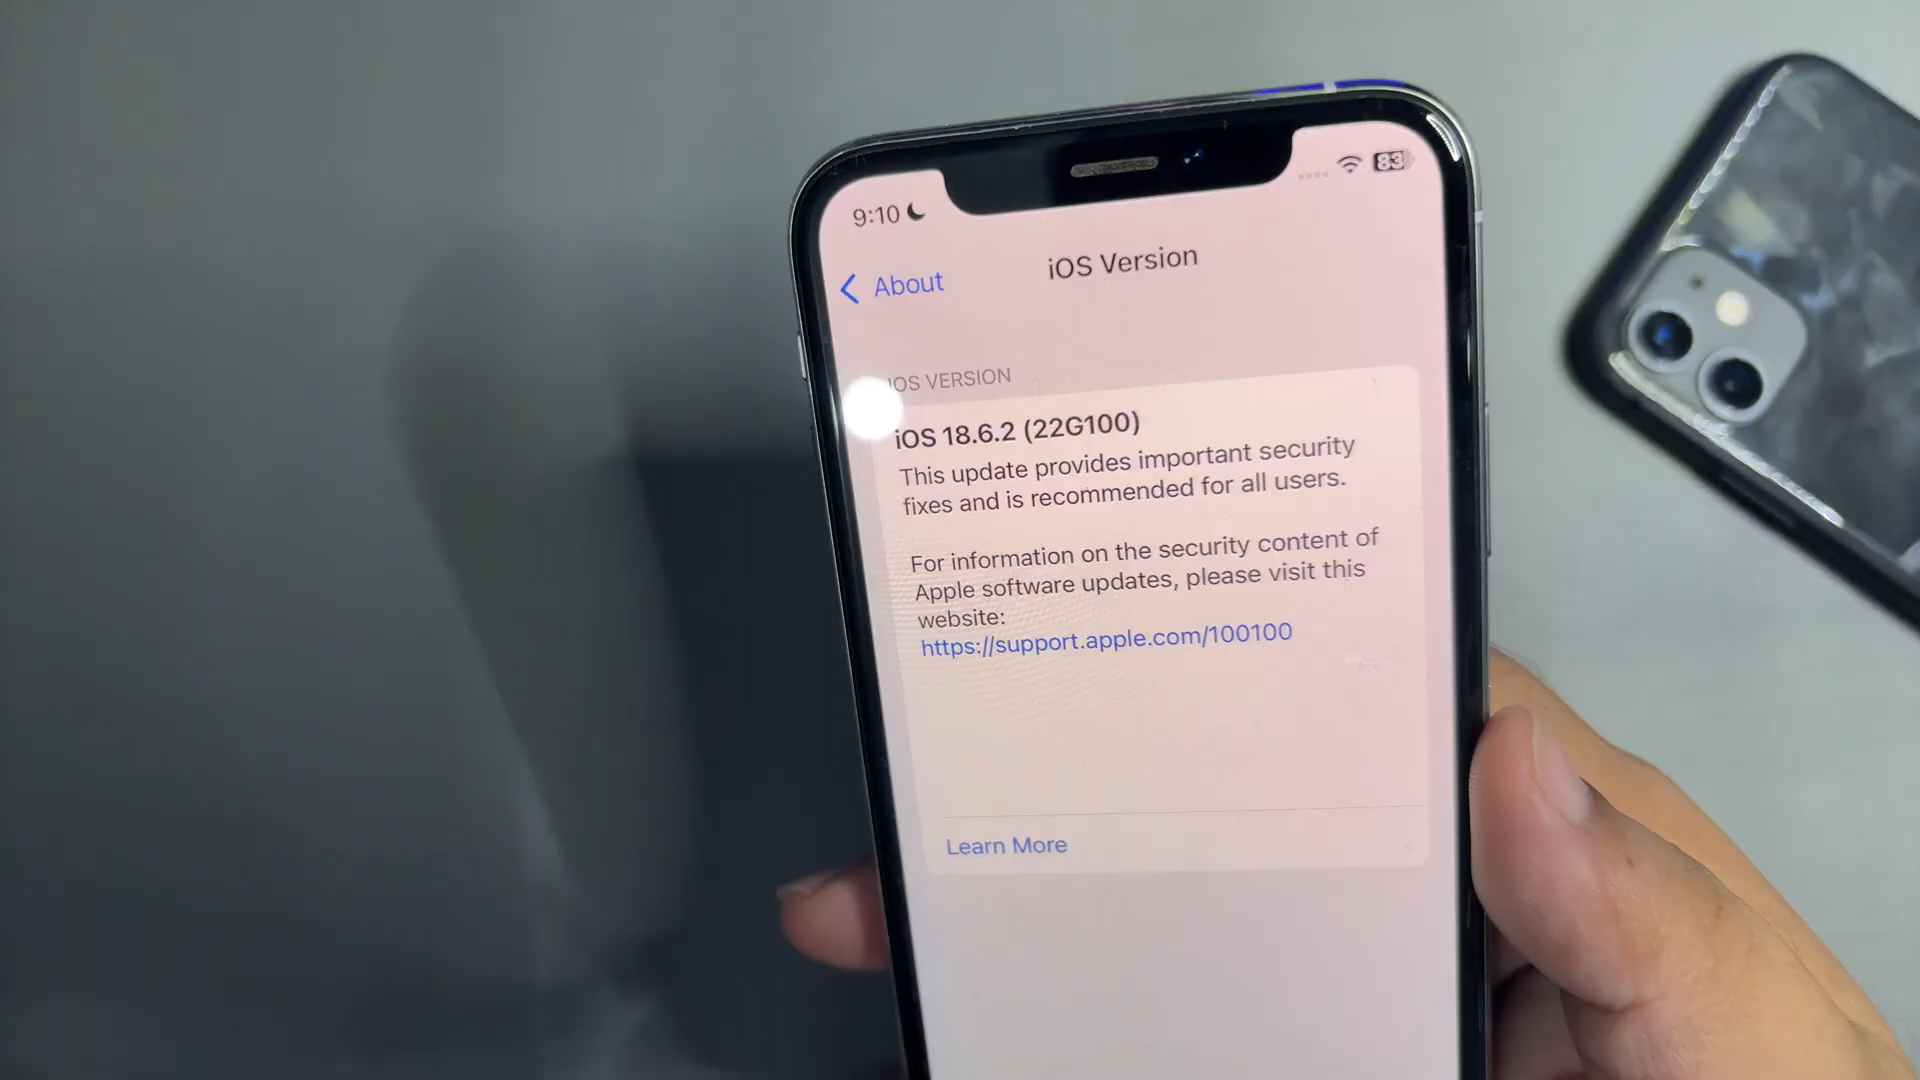 9:10
83
About
iOS Version
iOS VERSION
iOS 18.6.2 (22G100)
This update provides important security
fixes and is recommended for all users.
For information on the security content of
Apple software updates, please visit this
website:
https://support.apple.com/100100
Learn More